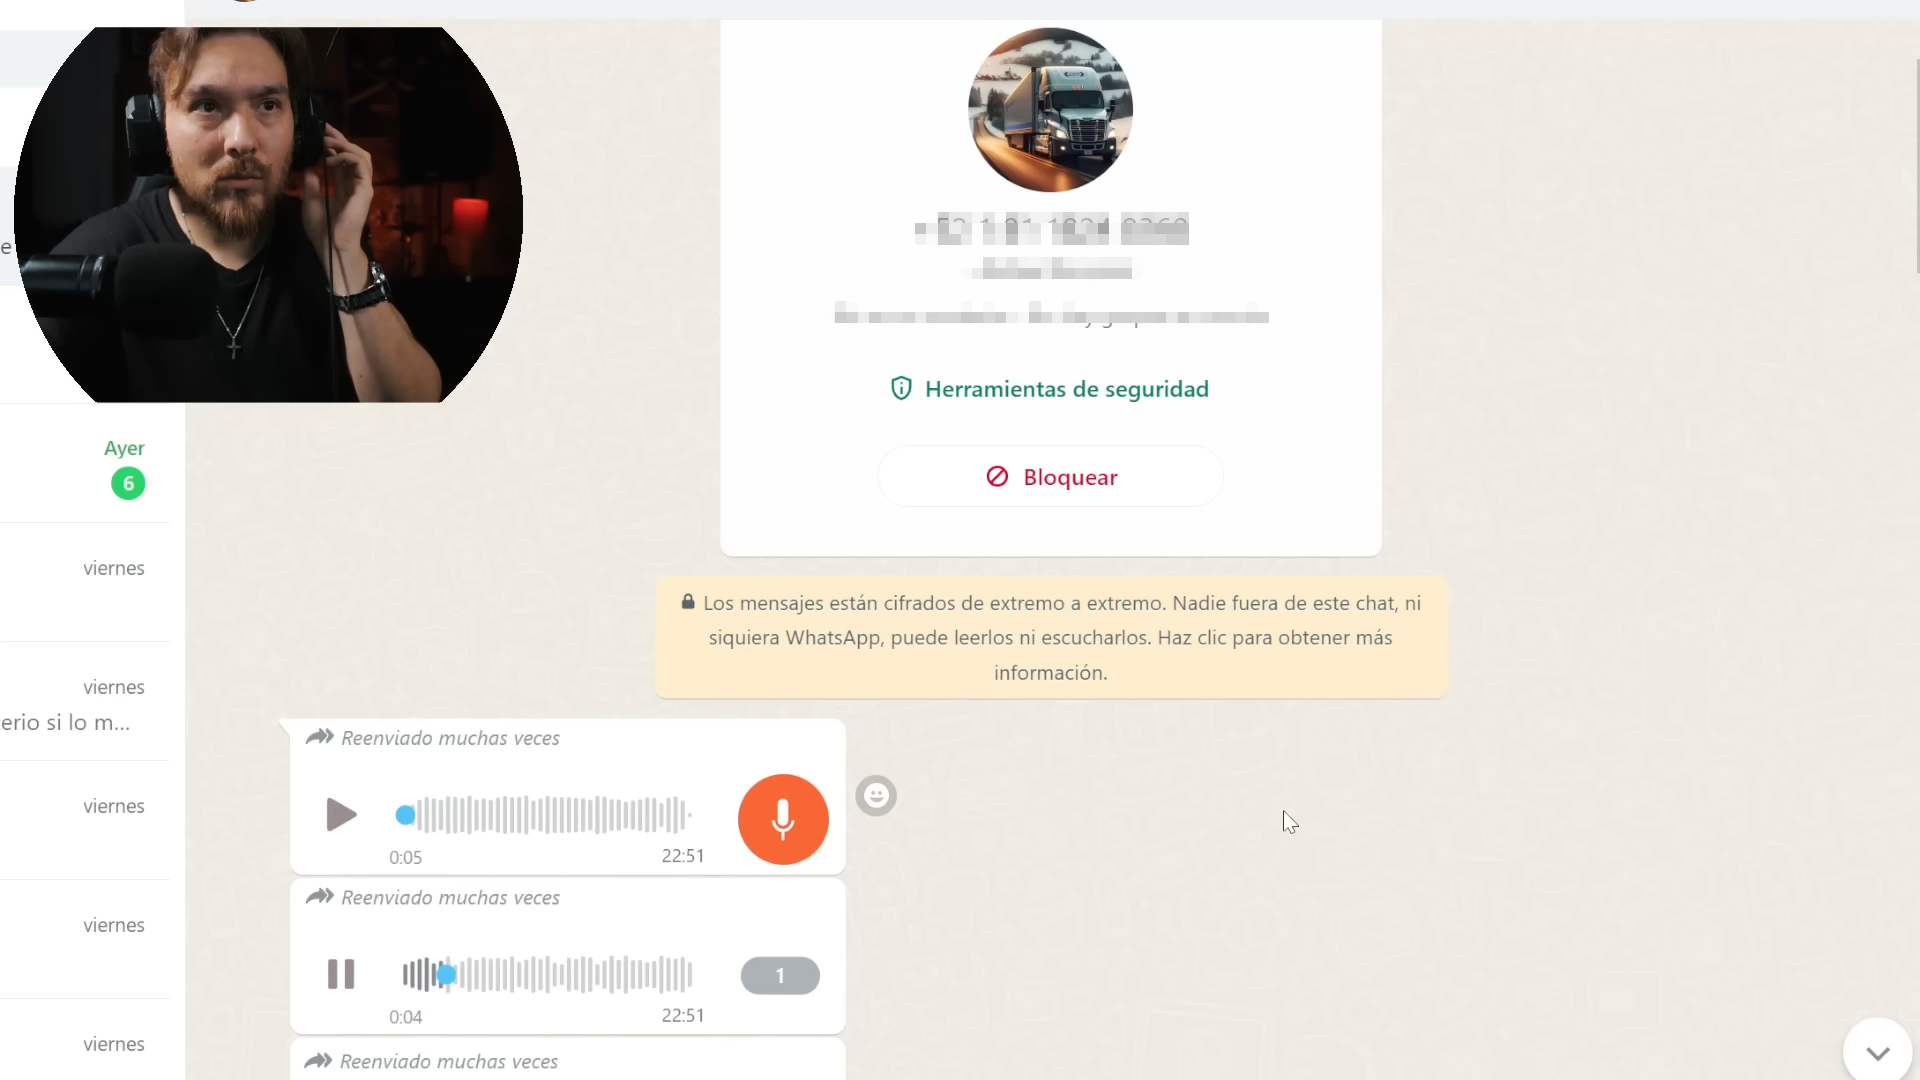 Herramientas de seguridad
Bloquear
Ayer
6
viernes
viernes
erio si lo m...
viernes
viernes
viernes
Los mensajes están cifrados de extremo a extremo. Nadie fuera de este chat, ni
siquiera WhatsApp, puede leerlos ni escucharlos. Haz clic para obtener más
información.
Reenviado muchas veces
0:05
22:51
Reenviado muchas veces
1
0:04
22:51
Reenviado muchas veces